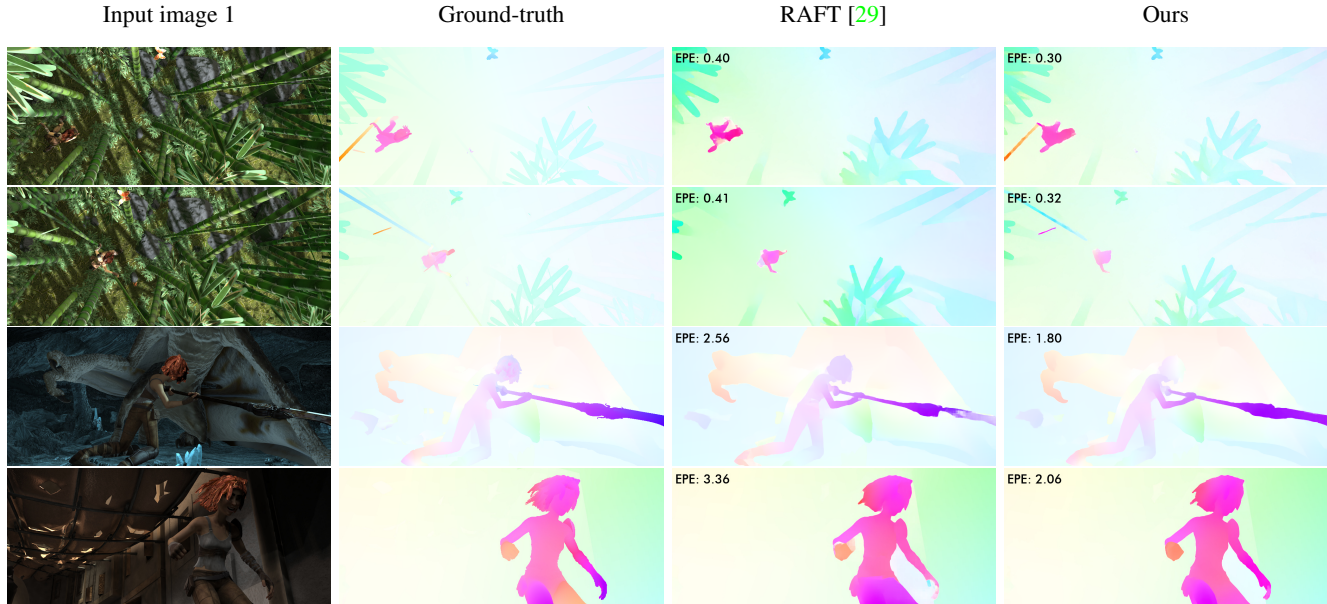 Input image 1 Ground-truth RAFT [29] Ours
EPE: 0.40 EPE: 0.30
EPE: 0.41 EPE: 0.32
EPE: 2.56 EPE: 1.80
EPE: 3.36 EPE: 2.06